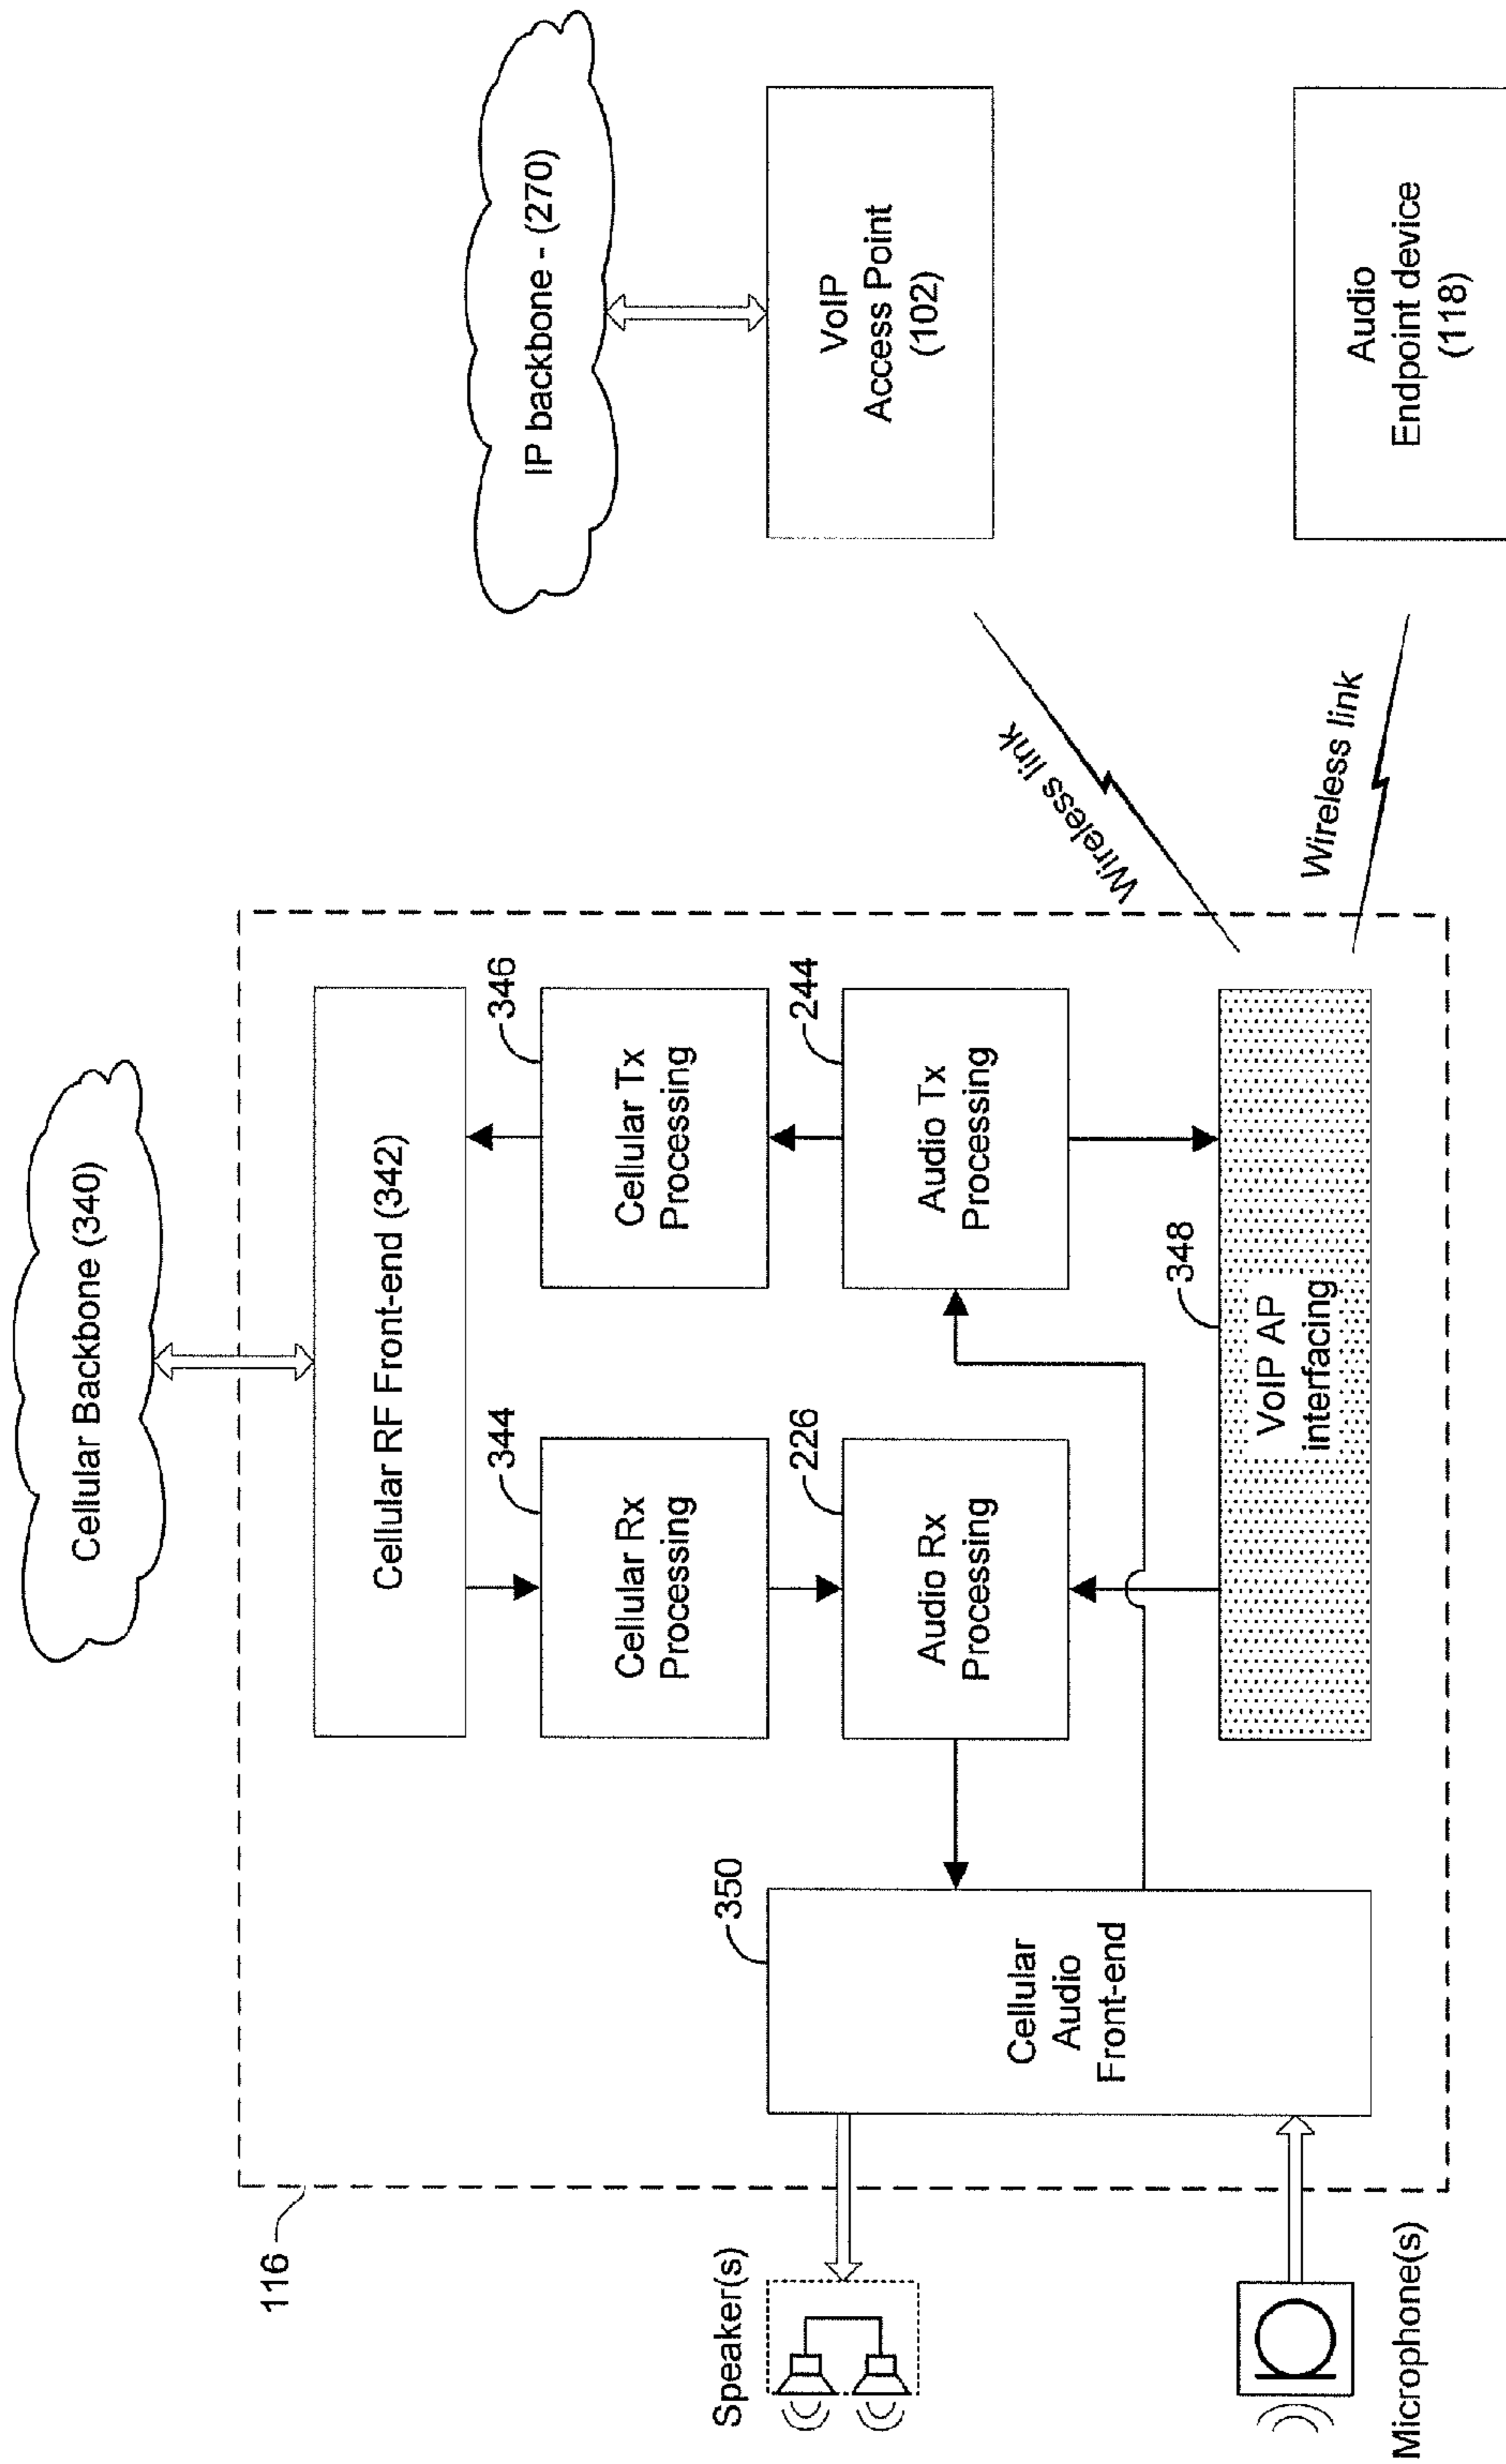 Cellular Backbone (340)
IP backbone - (270)
116
Cellular RF Front-end (342)
344
Cellular Rx
Processing
346
Cellular Tx
Processing
350
Cellular
Audio
Front-end
226
Audio Rx
Processing
244
Audio Tx
Processing
348
VoIP AP
interfacing
Speaker(s)
Microphone(s)
Wireless link
Wireless link
VoIP
Access Point
(102)
Audio
Endpoint device
(118)